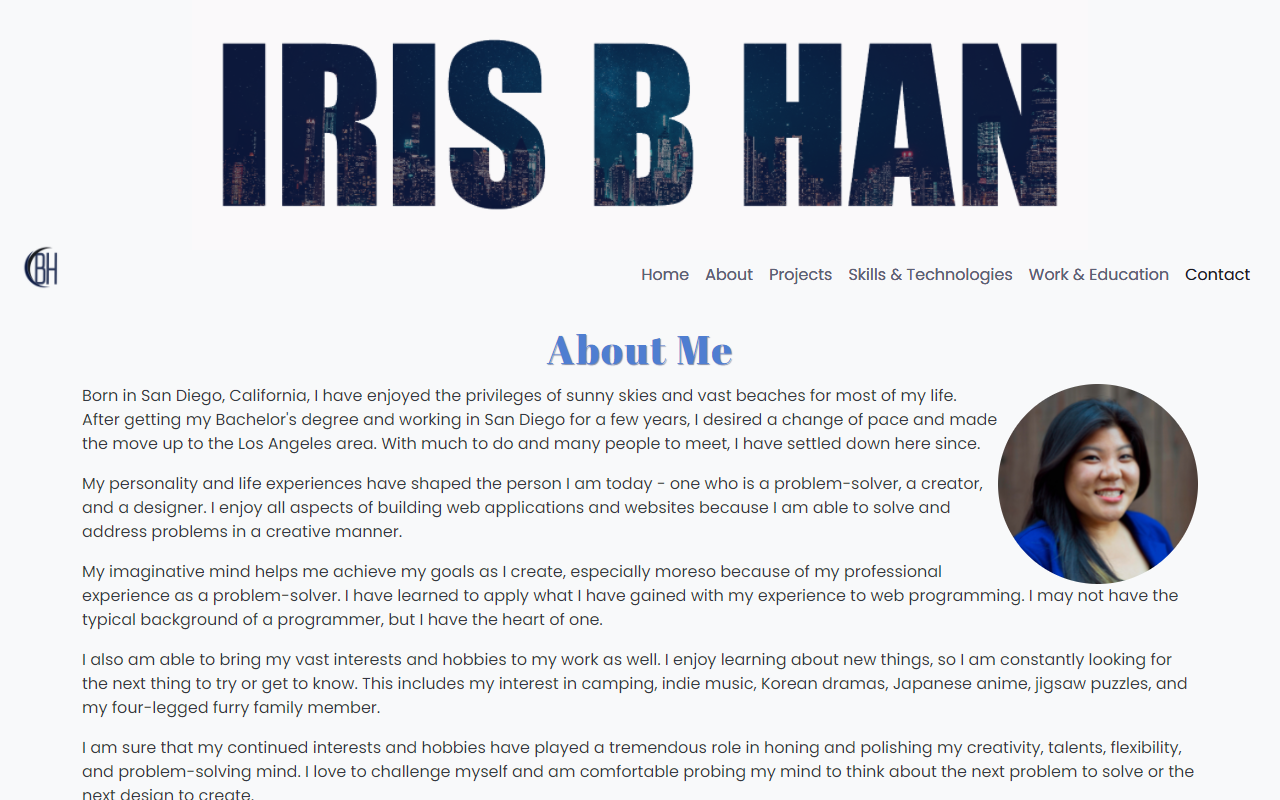 IRIS B HAN
BH
Home About Projects Skills & Technologies Work & Education Contact
About Me
Born in San Diego, California, I have enjoyed the privileges of sunny skies and vast beaches for most of my life.
After getting my Bachelor's degree and working in San Diego for a few years, I desired a change of pace and made
the move up to the Los Angeles area. With much to do and many people to meet, I have settled down here since.
My personality and life experiences have shaped the person I am today - one who is a problem-solver, a creator,
and a designer. I enjoy all aspects of building web applications and websites because I am able to solve and
address problems in a creative manner.
My imaginative mind helps me achieve my goals as I create, especially moreso because of my professional
experience as a problem-solver. I have learned to apply what I have gained with my experience to web programming. I may not have the
typical background of a programmer, but I have the heart of one.
I also am able to bring my vast interests and hobbies to my work as well. I enjoy learning about new things, so I am constantly looking for
the next thing to try or get to know. This includes my interest in camping, indie music, Korean dramas, Japanese anime, jigsaw puzzles, and
my four-legged furry family member.
I am sure that my continued interests and hobbies have played a tremendous role in honing and polishing my creativity, talents, flexibility,
and problem-solving mind. I love to challenge myself and am comfortable probing my mind to think about the next problem to solve or the
next design to create.